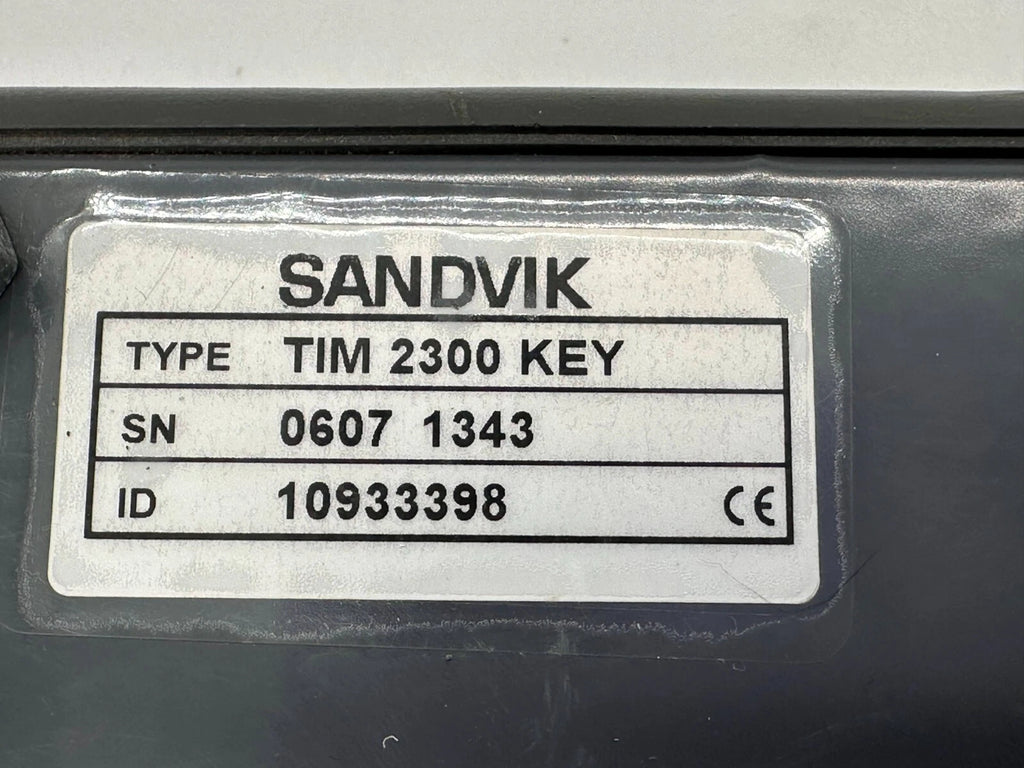 SANDVIK
TYPE TIM 2300 KEY
SN 0607 1343
ID 10933398 CE